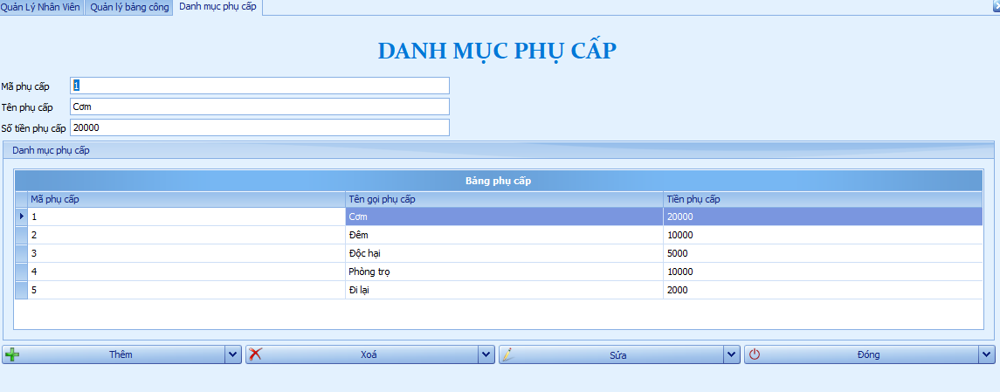 Quản Lý Nhân Viên Quản lý bảng công Danh mục phụ cấp
DANH MỤC PHỤ CẤP
Mã phụ cấp 1
Tên phụ cấp Cơm
Số tiền phụ cấp 20000
Danh mục phụ cấp
Bảng phụ cấp
Mã phụ cấp Tên gọi phụ cấp Tiền phụ cấp
1 Cơm 20000
2 Đêm 10000
3 Độc hại 5000
4 Phòng trọ 10000
5 Đi lại 2000
Thêm Xoá Sửa Đóng